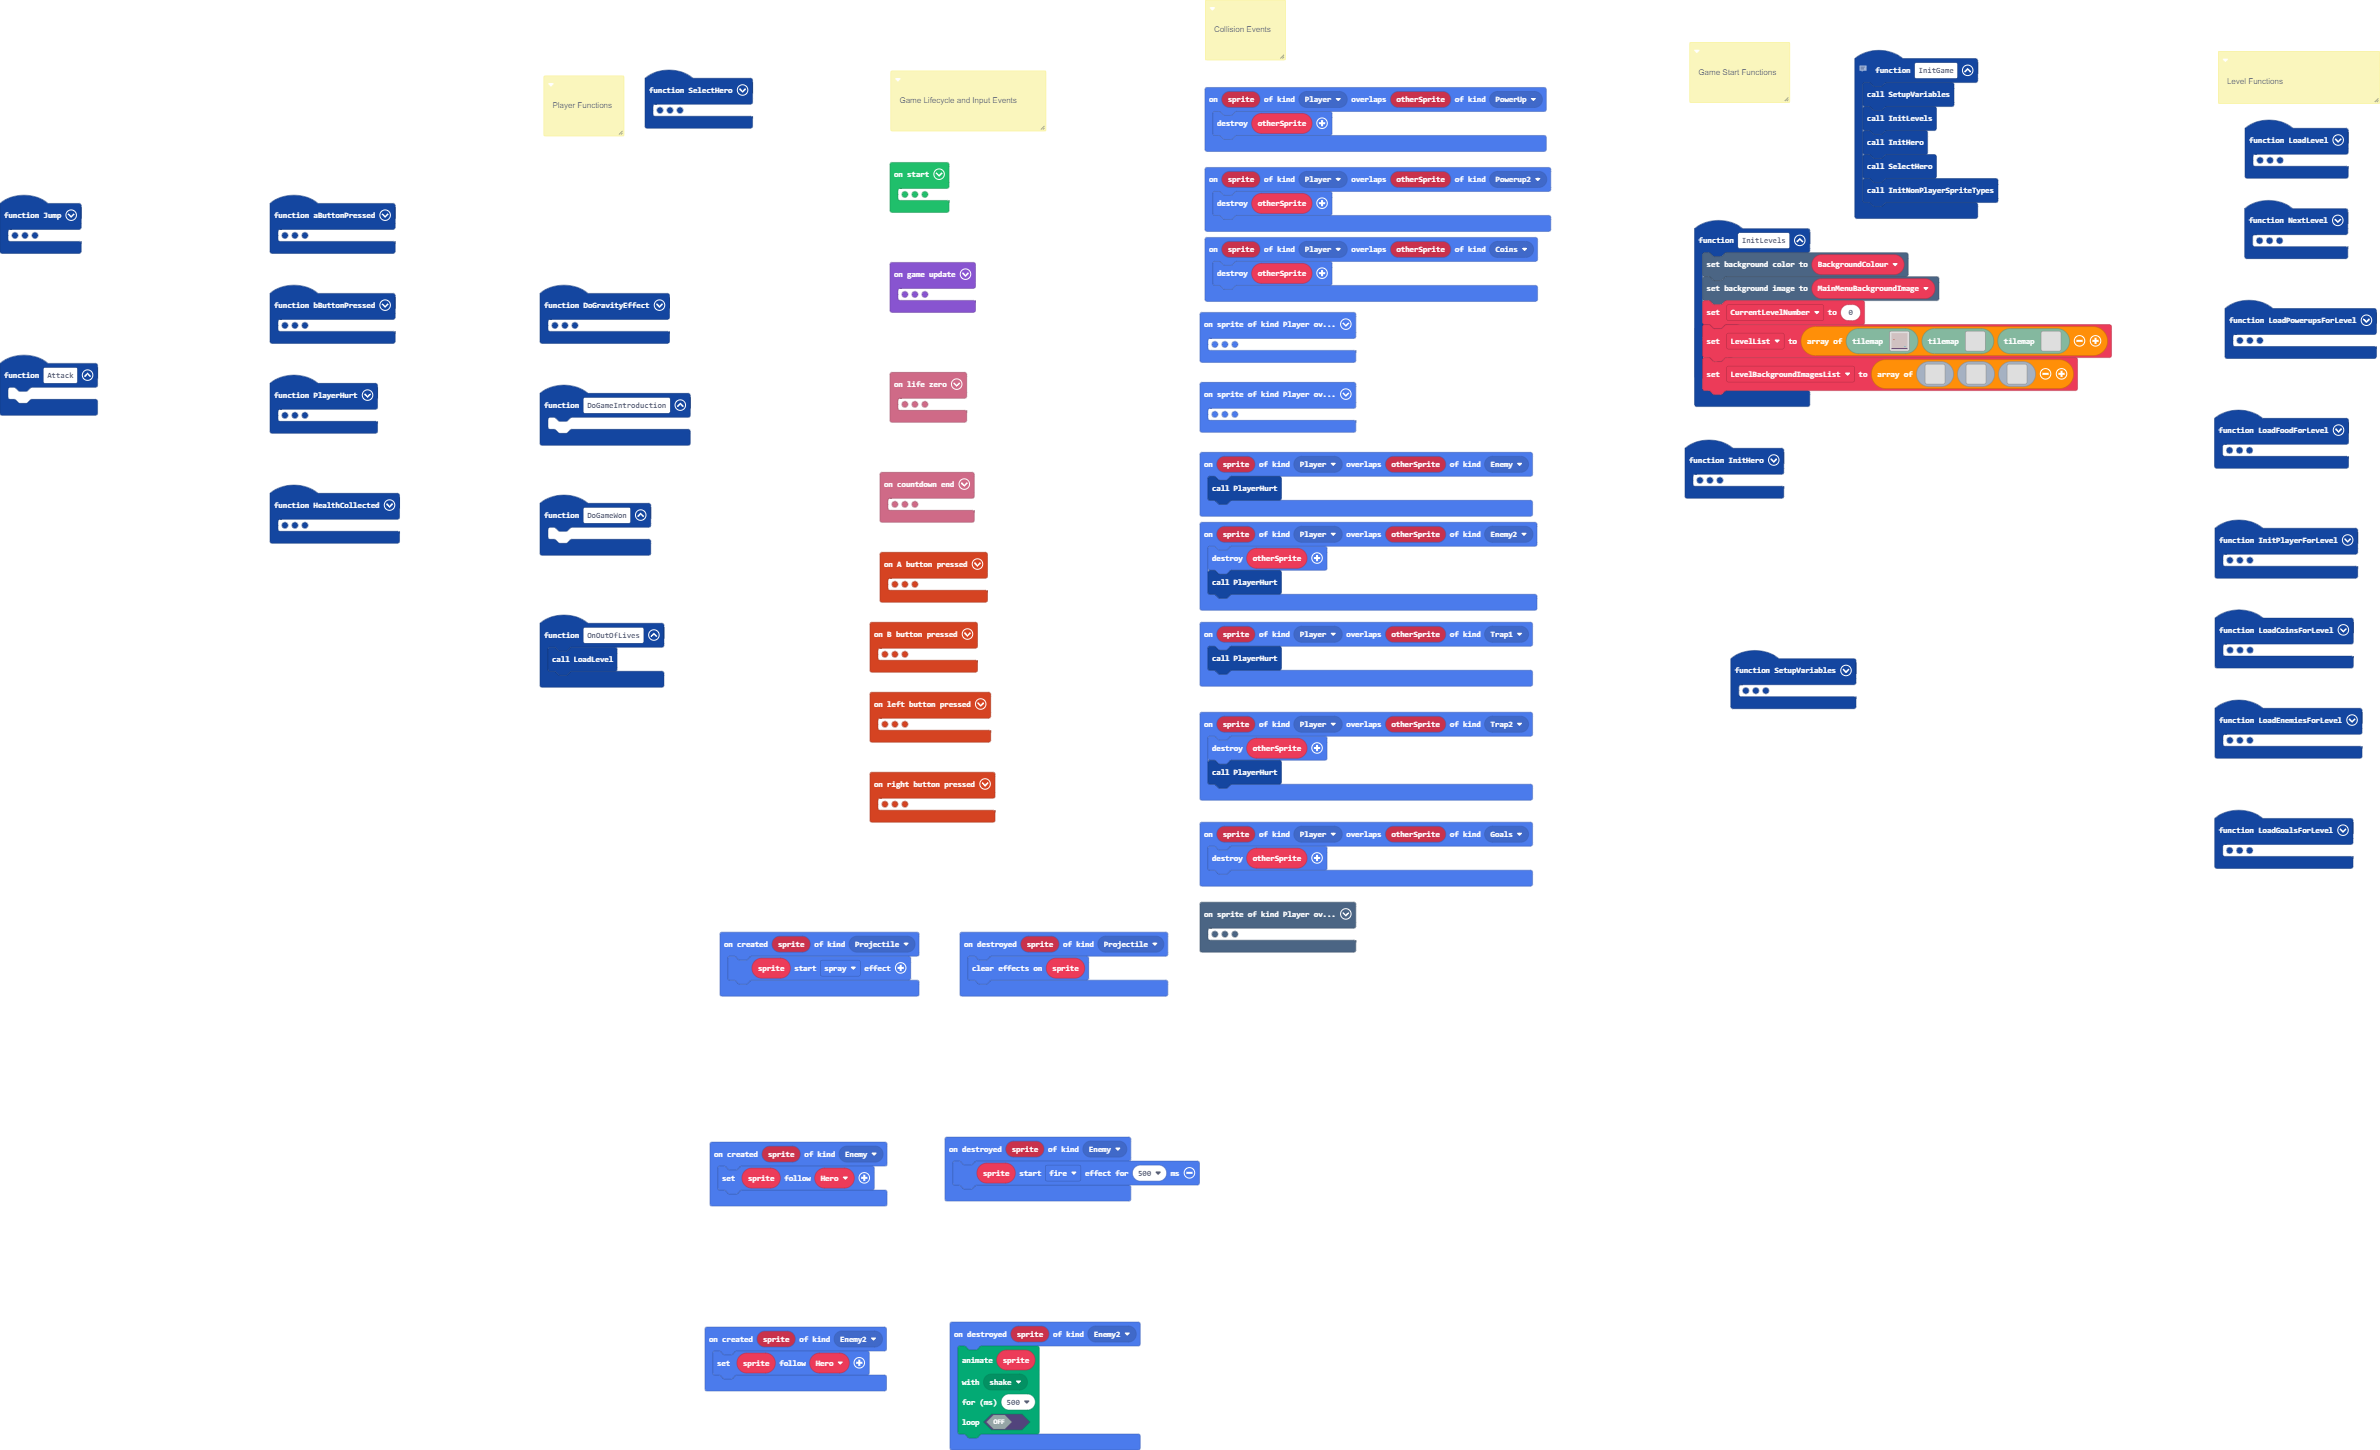 Player Functions
function SelectHero
function Jump
function aButtonPressed
function bButtonPressed
function DoGravityEffect
function Attack
function PlayerHurt
function DoGameIntroduction
function HealthCollected
function DoGameWon
function OnOutOfLives
call LoadLevel
Game Lifecycle and Input Events
on start
on game update
on life zero
on countdown end
on A button pressed
on B button pressed
on left button pressed
on right button pressed
on created sprite of kind Projectile
sprite start spray effect
on destroyed sprite of kind Projectile
clear effects on sprite
on created sprite of kind Enemy
set sprite follow Hero
on destroyed sprite of kind Enemy
sprite start fire effect for 500 ms
on created sprite of kind Enemy2
set sprite follow Hero
on destroyed sprite of kind Enemy2
animate sprite
with shake
for (ms) 500
loop OFF
Collision Events
on sprite of kind Player overlaps otherSprite of kind PowerUp
destroy otherSprite
on sprite of kind Player overlaps otherSprite of kind Powerup2
destroy otherSprite
on sprite of kind Player overlaps otherSprite of kind Coins
destroy otherSprite
on sprite of kind Player ov...
on sprite of kind Player ov...
on sprite of kind Player overlaps otherSprite of kind Enemy
call PlayerHurt
on sprite of kind Player overlaps otherSprite of kind Enemy2
destroy otherSprite
call PlayerHurt
on sprite of kind Player overlaps otherSprite of kind Trap1
call PlayerHurt
on sprite of kind Player overlaps otherSprite of kind Trap2
destroy otherSprite
call PlayerHurt
on sprite of kind Player overlaps otherSprite of kind Goals
destroy otherSprite
on sprite of kind Player ov...
Game Start Functions
function InitGame
call SetupVariables
call InitLevels
call InitHero
call SelectHero
call InitNonPlayerSpriteTypes
function InitLevels
set background color to BackgroundColour
set background image to MainMenuBackgroundImage
set CurrentLevelNumber to 0
set LevelList to array of tilemap tilemap tilemap
set LevelBackgroundImagesList to array of
function InitHero
function SetupVariables
Level Functions
function LoadLevel
function NextLevel
function LoadPowerupsForLevel
function LoadFoodForLevel
function InitPlayerForLevel
function LoadCoinsForLevel
function LoadEnemiesForLevel
function LoadGoalsForLevel